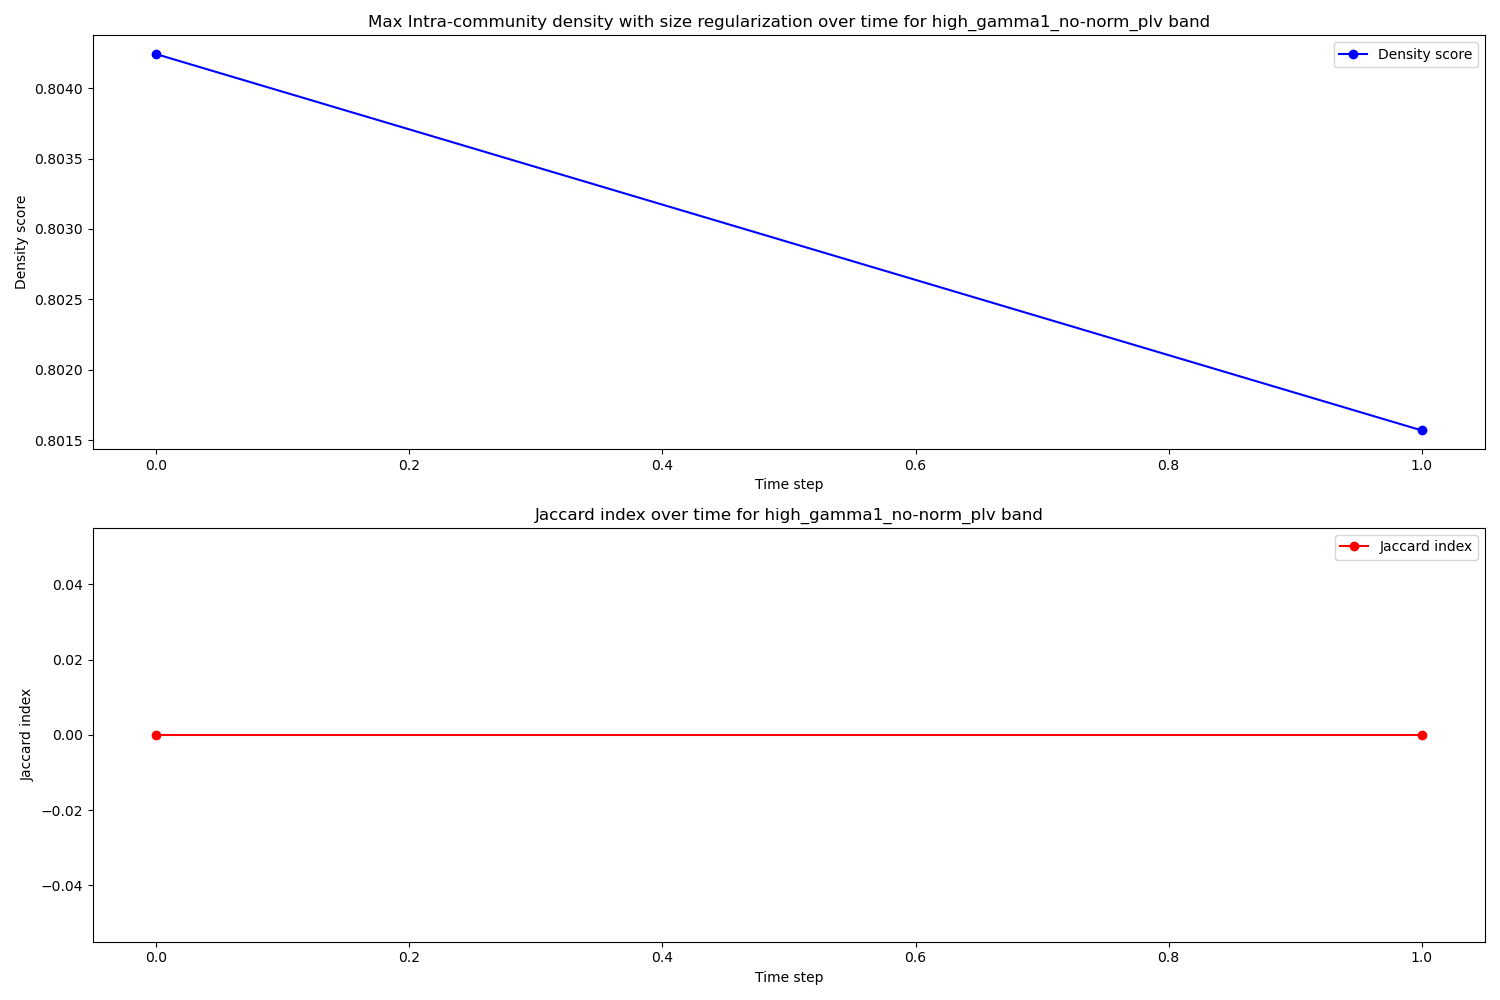 Max Intra-community density with size regularization over time for high_gamma1_no-norm_plv band
Density score
0.8040
0.8035
0.8030
0.8025
0.8020
0.8015
Density score
0.0 0.2 0.4 0.6 0.8 1.0
Time step
Jaccard index over time for high_gamma1_no-norm_plv band
Jaccard index
0.04
0.02
0.00
−0.02
−0.04
Jaccard index
0.0 0.2 0.4 0.6 0.8 1.0
Time step